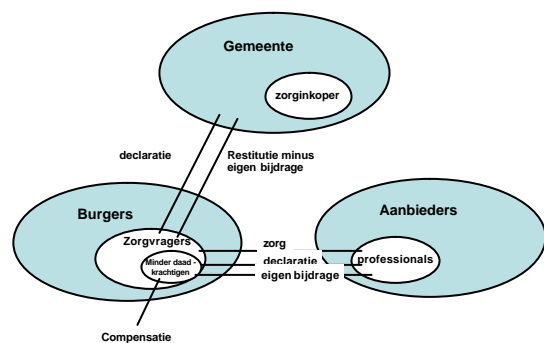 Gemeente
zorginkoper
declaratie
Restitutie minus
eigen bijdrage
Burgers
Aanbieders
Zorgvragers
Minder daad-
krachtigen
zorg
declaratie
eigen bijdrage
professionals
Compensatie